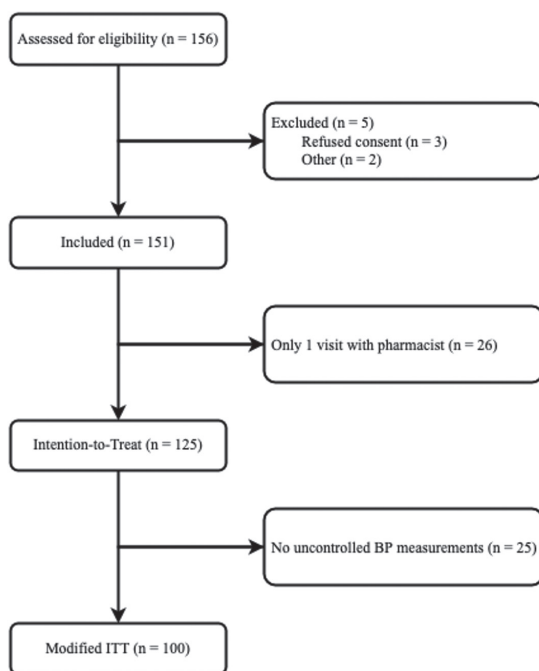 Assessed for eligibility (n = 156)
Excluded (n = 5)
Refused consent (n = 3)
Other (n = 2)
Included (n = 151)
Only 1 visit with pharmacist (n = 26)
Intention-to-Treat (n = 125)
No uncontrolled BP measurements (n = 25)
Modified ITT (n = 100)